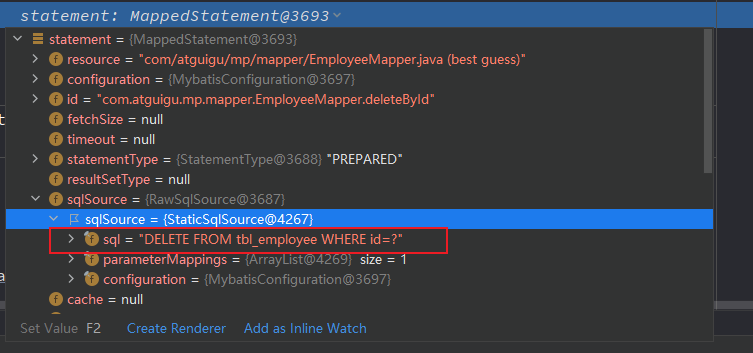 statement: MappedStatement@3693
statement = {MappedStatement@3693}
resource = "com/atguigu/mp/mapper/EmployeeMapper.java (best guess)"
configuration = {MybatisConfiguration@3697}
id = "com.atguigu.mp.mapper.EmployeeMapper.deleteById"
fetchSize = null
timeout = null
statementType = {StatementType@3688} "PREPARED"
resultSetType = null
sqlSource = {RawSqlSource@3687}
sqlSource = {StaticSqlSource@4267}
sql = "DELETE FROM tbl_employee WHERE id=?"
parameterMappings = {ArrayList@4269} size = 1
configuration = {MybatisConfiguration@3697}
cache = null
Set Value F2 Create Renderer Add as Inline Watch